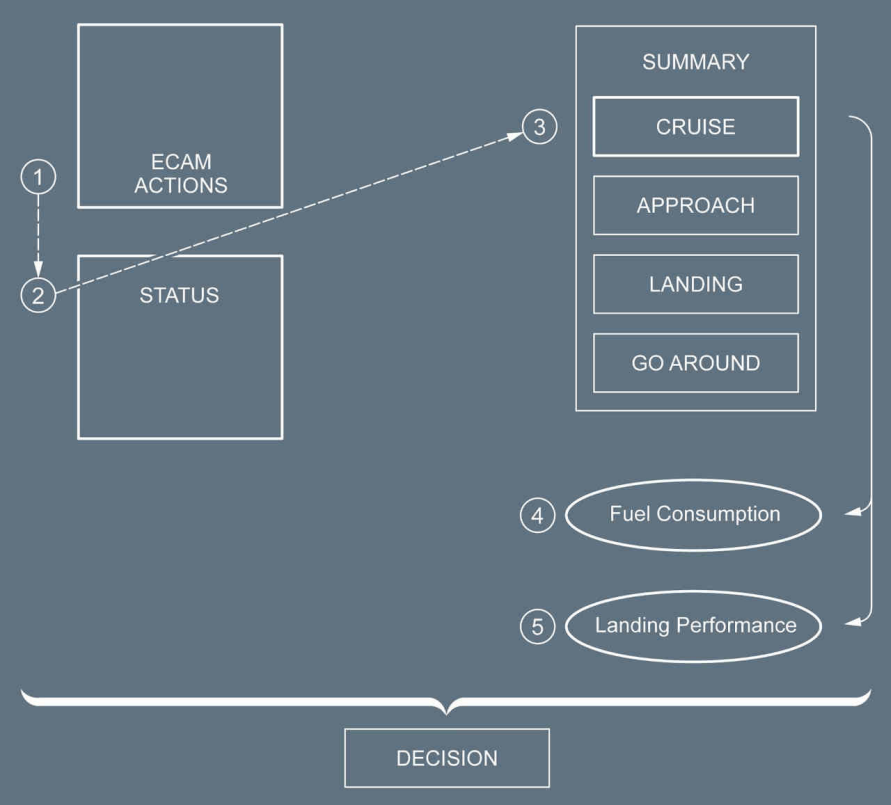 1
ECAM
ACTIONS
2
STATUS
3
SUMMARY
CRUISE
APPROACH
LANDING
GO AROUND
4
Fuel Consumption
5
Landing Performance
DECISION